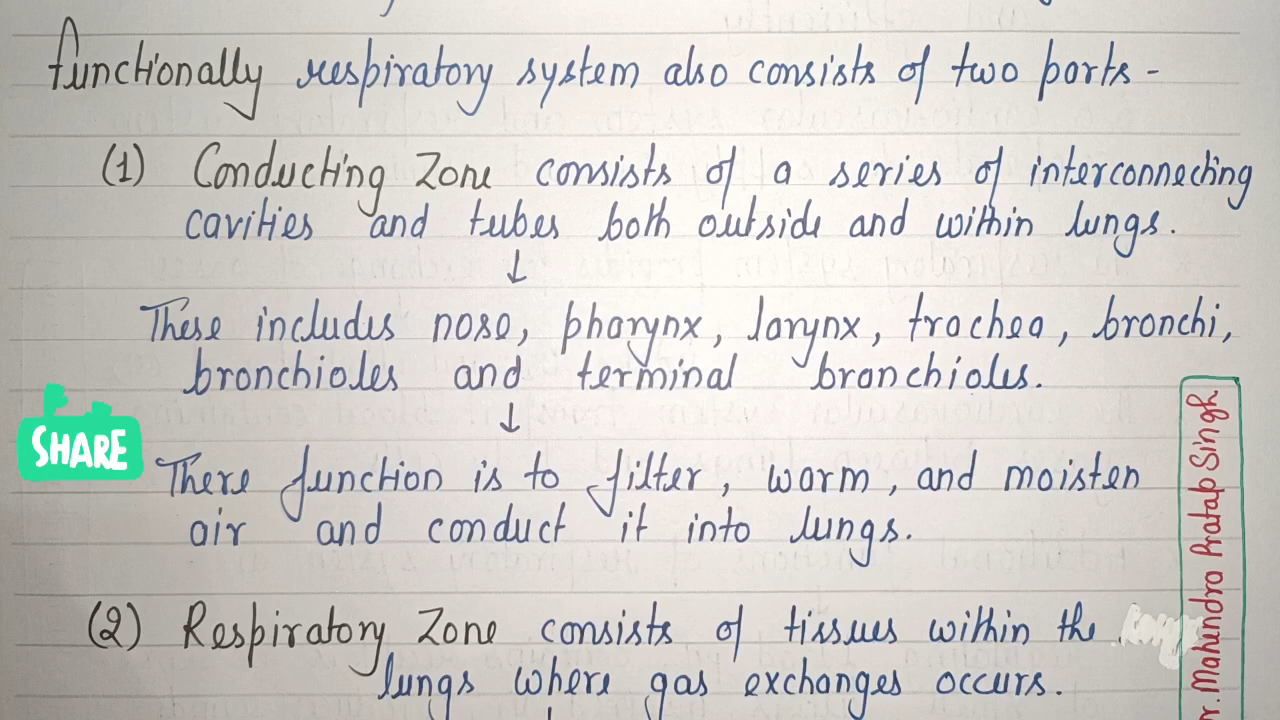 functionally respiratory system also consists of two parts -
(1) Conducting Zone consists of a series of interconnecting
cavities and tubes both outside and within lungs.
↓
These includes nose, pharynx, larynx, trachea, bronchi,
bronchioles and terminal bronchioles.
↓
SHARE
There function is to filter, warm, and moisten
air and conduct it into lungs.
(2) Respiratory Zone consists of tissues within the
lungs where gas exchanges occurs.
r. Mahendra Pratap Singh